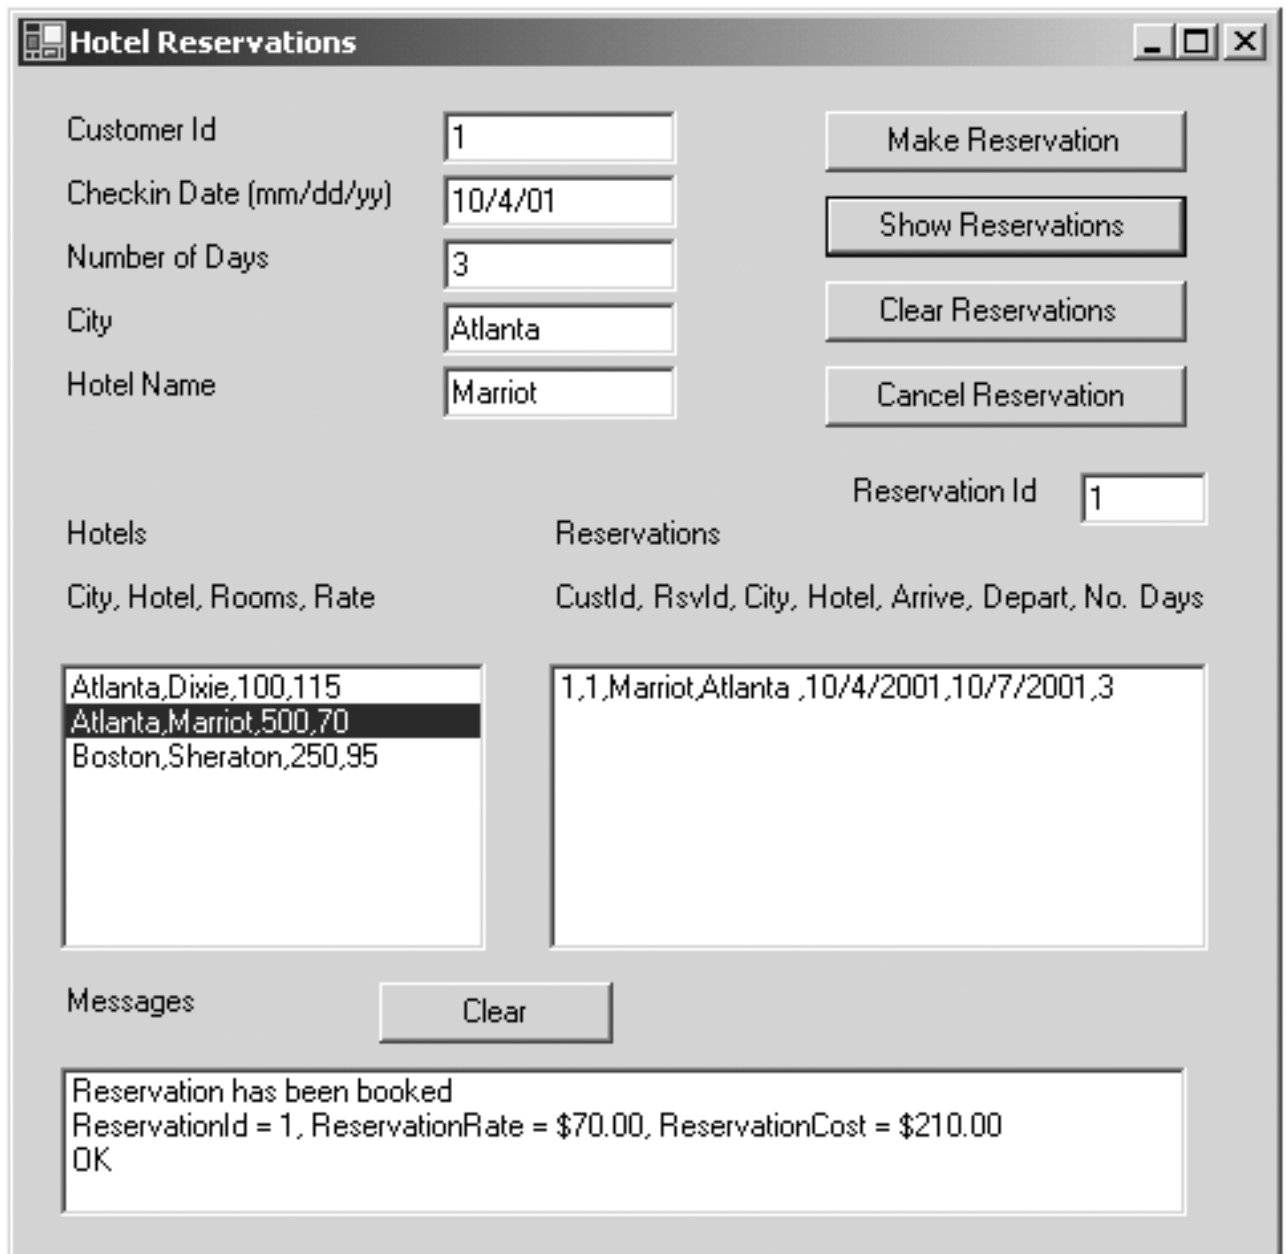 Hotel Reservations
Customer Id
1
Make Reservation
Checkin Date (mm/dd/yy)
10/4/01
Show Reservations
Number of Days
3
Clear Reservations
City
Atlanta
Hotel Name
Marriot
Cancel Reservation
Reservation Id
1
Hotels
Reservations
City, Hotel, Rooms, Rate
CustId, RsvId, City, Hotel, Arrive, Depart, No. Days
Atlanta,Dixie,100,115
Atlanta,Marriot,500,70
Boston,Sheraton,250,95
1,1,Marriot,Atlanta ,10/4/2001,10/7/2001,3
Messages
Clear
Reservation has been booked
ReservationId = 1, ReservationRate = $70.00, ReservationCost = $210.00
OK